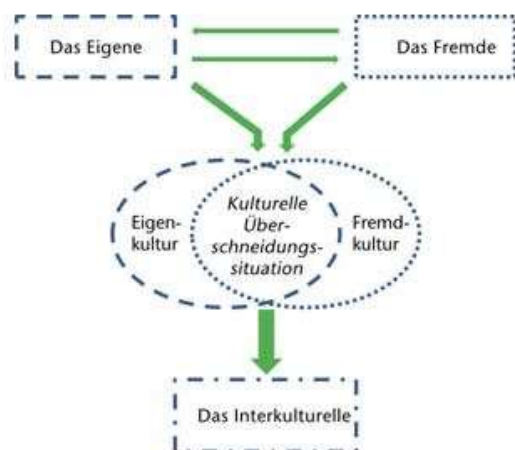 Das Eigene
Das Fremde
Eigen-
kultur
Kulturelle
Über-
schneidungs-
situation
Fremd-
kultur
Das Interkulturelle